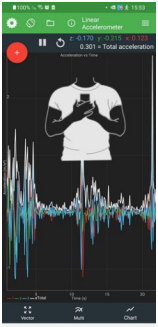 100%
15:53
Linear
Accelerometer
x: -0.170 y: -0.215 x:-0.123
0.301 = Total acceleration
Acceleration vs Time
+
Time (s)
Vector
Multi
Chart